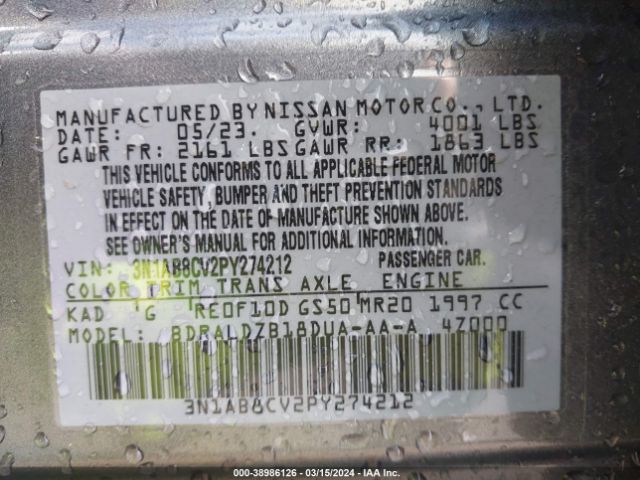 MANUFACTURED BY NISSAN MOTOR CO., LTD.
DATE: 05/23. GVWR: 4001 LBS
GAWR FR: 2161 LBS GAWR RR: 1863 LBS
THIS VEHICLE CONFORMS TO ALL APPLICABLE FEDERAL MOTOR
VEHICLE SAFETY, BUMPER AND THEFT PREVENTION STANDARDS
IN EFFECT ON THE DATE OF MANUFACTURE SHOWN ABOVE.
SEE OWNER'S MANUAL FOR ADDITIONAL INFORMATION.
VIN: 3N1AB8CV2PY274212 PASSENGER CAR.
COLOR TRIM TRANS AXLE ENGINE
KAD G RE0F10D GS50 MR20 1997 CC
MODEL: BDRALDZB18DUA-AA-A 47000
3N1AB8CV2PY274212
000-38986126 - 03/15/2024 - IAA Inc.